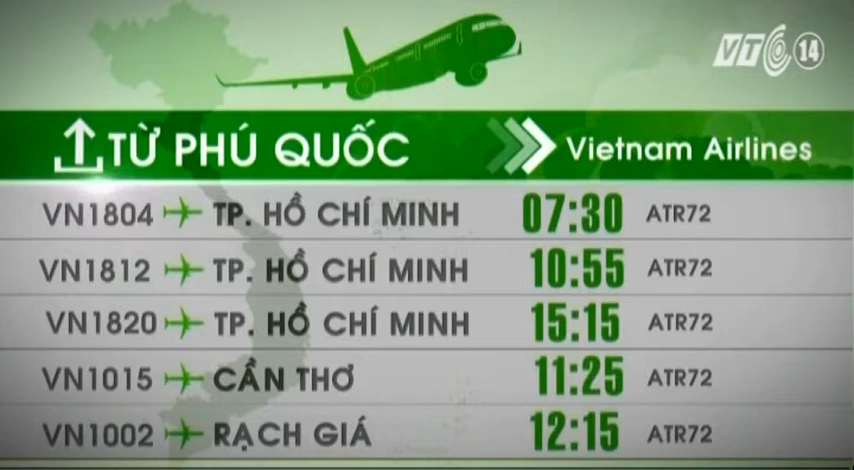 VTC 14
TỪ PHÚ QUỐC Vietnam Airlines
VN1804 TP. HỒ CHÍ MINH 07:30 ATR72
VN1812 TP. HỒ CHÍ MINH 10:55 ATR72
VN1820 TP. HỒ CHÍ MINH 15:15 ATR72
VN1015 CẦN THƠ 11:25 ATR72
VN1002 RẠCH GIÁ 12:15 ATR72